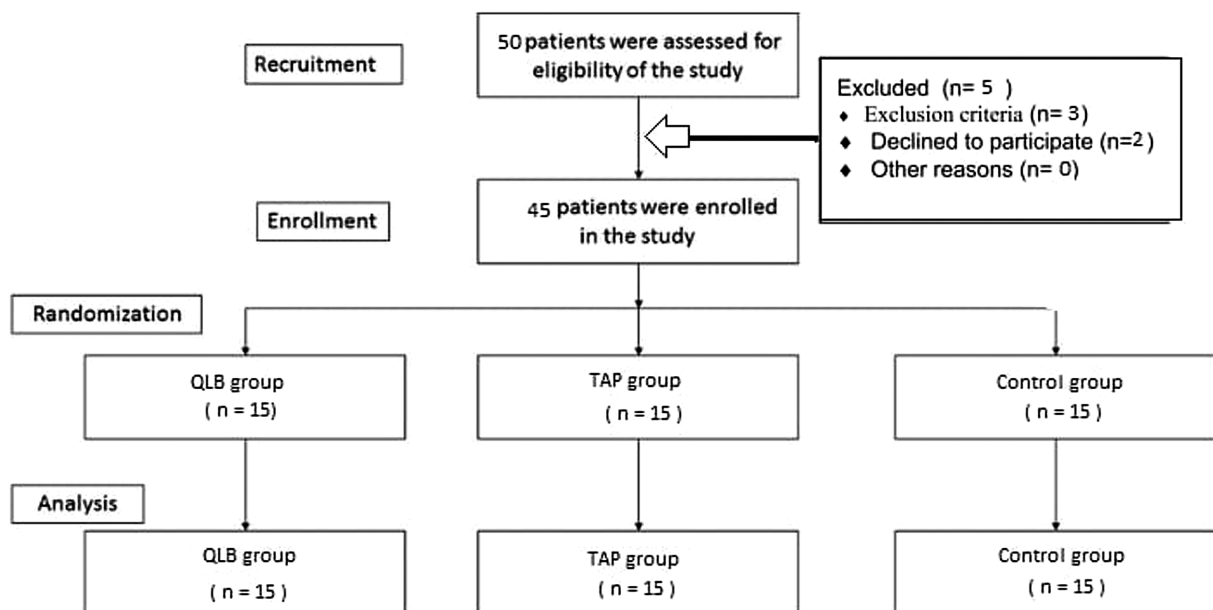 Recruitment
50 patients were assessed for
eligibility of the study
Excluded (n= 5 )
♦ Exclusion criteria (n= 3)
♦ Declined to participate (n=2 )
♦ Other reasons (n= 0)
Enrollment
45 patients were enrolled
in the study
Randomization
QLB group
( n = 15)
TAP group
( n = 15 )
Control group
( n = 15 )
Analysis
QLB group
( n = 15 )
TAP group
( n = 15 )
Control group
( n = 15 )